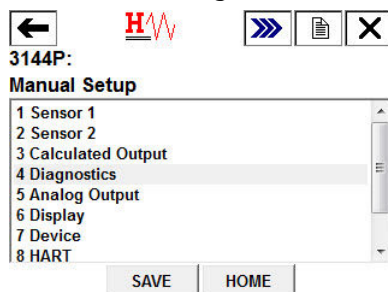 H
3144P:
Manual Setup
1 Sensor 1
2 Sensor 2
3 Calculated Output
4 Diagnostics
5 Analog Output
6 Display
7 Device
8 HART
SAVE HOME